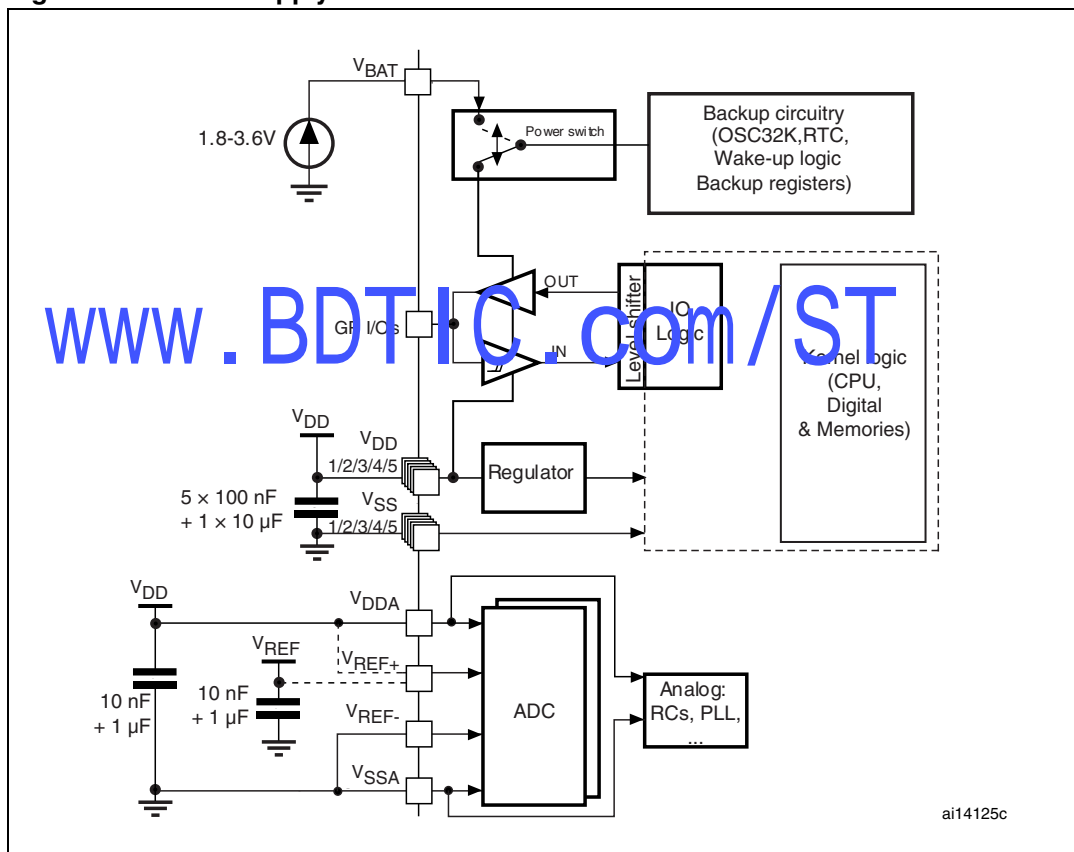 VBAT
1.8-3.6V
Power switch
Backup circuitry
(OSC32K,RTC,
Wake-up logic
Backup registers)
OUT
GP I/Os
IN
Level shifter
IO
Logic
Kernel logic
(CPU,
Digital
& Memories)
www.BDTIC.com/ST
VDD
VDD
1/2/3/4/5
Regulator
5 × 100 nF
+ 1 × 10 µF
VSS
1/2/3/4/5
VDD
VDDA
VREF
VREF+
10 nF
+ 1 µF
10 nF
+ 1 µF
VREF-
ADC
Analog:
RCs, PLL,
...
VSSA
ai14125c